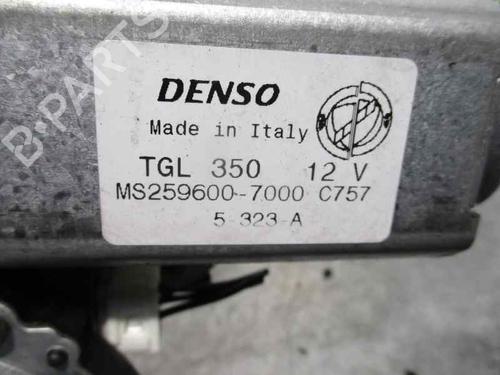 B-PARTS
DENSO
Made in Italy
TGL 350 12 V
MS259600-7000 C757
5-323-A